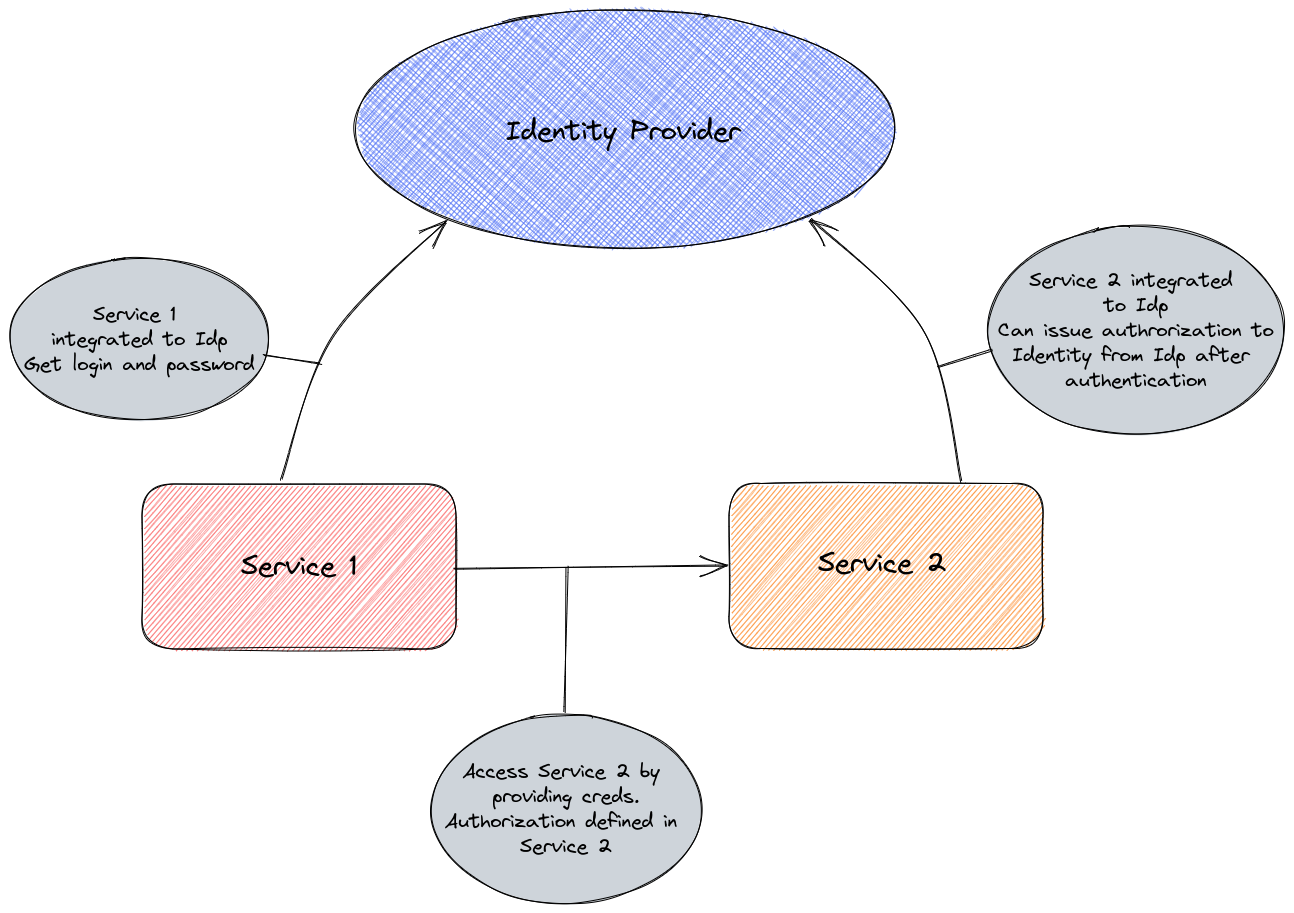 Identity Provider
Service 1
integrated to Idp
Get login and password
Service 2 integrated
to Idp
Can issue authrorization to
Identity from Idp after
authentication
Service 1
Service 2
Access Service 2 by
providing creds.
Authorization defined in
Service 2